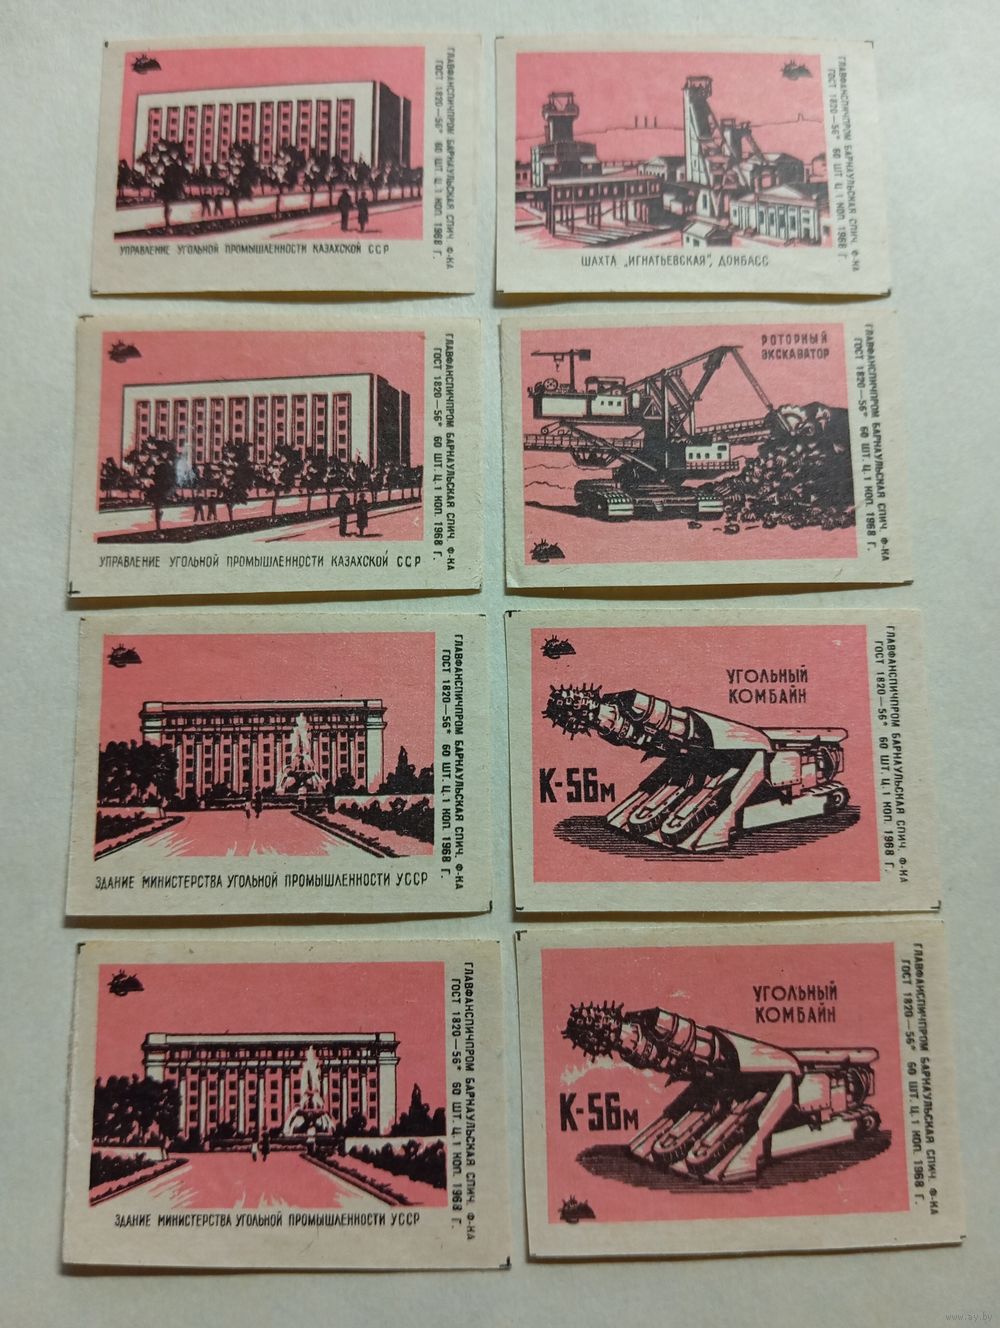 УПРАВЛЕНИЕ УГОЛЬНОЙ ПРОМЫШЛЕННОСТИ КАЗАХСКОЙ ССР
ГЛАВФАНСПИЧПРОМ БАРНАУЛЬСКАЯ СПИЧ. Ф-КА
ГОСТ 1820—56* 60 ШТ. Ц. 1 КОП. 1968 Г.
ШАХТА „ИГНАТЬЕВСКАЯ", ДОНБАСС
ГЛАВФАНСПИЧПРОМ БАРНАУЛЬСКАЯ СПИЧ. Ф-КА
ГОСТ 1820—56* 60 ШТ. Ц. 1 КОП. 1968 Г.
УПРАВЛЕНИЕ УГОЛЬНОЙ ПРОМЫШЛЕННОСТИ КАЗАХСКОЙ ССР
ГЛАВФАНСПИЧПРОМ БАРНАУЛЬСКАЯ СПИЧ. Ф-КА
ГОСТ 1820—56* 60 ШТ. Ц. 1 КОП. 1968 Г.
РОТОРНЫЙ
ЭКСКАВАТОР
ГЛАВФАНСПИЧПРОМ БАРНАУЛЬСКАЯ СПИЧ. Ф-КА
ГОСТ 1820—56* 60 ШТ. Ц. 1 КОП. 1968 Г.
ЗДАНИЕ МИНИСТЕРСТВА УГОЛЬНОЙ ПРОМЫШЛЕННОСТИ УССР
ГЛАВФАНСПИЧПРОМ БАРНАУЛЬСКАЯ СПИЧ. Ф-КА
ГОСТ 1820—56* 60 ШТ. Ц. 1 КОП. 1968 Г.
УГОЛЬНЫЙ
КОМБАЙН
К-56м
ГЛАВФАНСПИЧПРОМ БАРНАУЛЬСКАЯ СПИЧ. Ф-КА
ГОСТ 1820—56* 60 ШТ. Ц. 1 КОП. 1968 Г.
ЗДАНИЕ МИНИСТЕРСТВА УГОЛЬНОЙ ПРОМЫШЛЕННОСТИ УССР
ГЛАВФАНСПИЧПРОМ БАРНАУЛЬСКАЯ СПИЧ. Ф-КА
ГОСТ 1820—56* 60 ШТ. Ц. 1 КОП. 1968 Г.
УГОЛЬНЫЙ
КОМБАЙН
К-56м
ГЛАВФАНСПИЧПРОМ БАРНАУЛЬСКАЯ СПИЧ. Ф-КА
ГОСТ 1820—56* 60 ШТ. Ц. 1 КОП. 1968 Г.
www.ay.by